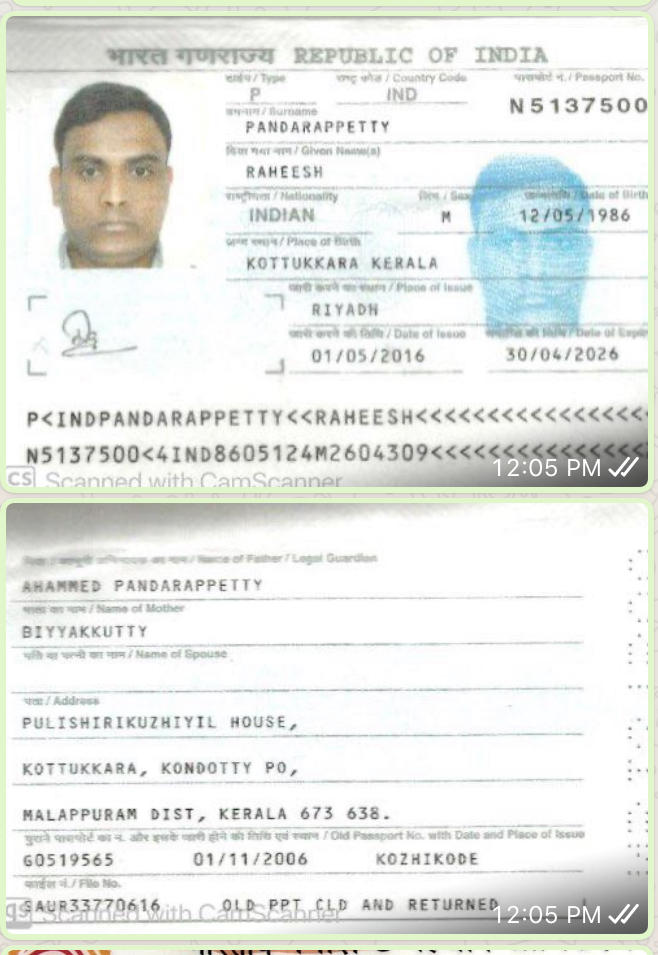 भारत गणराज्य REPUBLIC OF INDIA
टाईप / Type राष्ट्र कोड / Country Code पासपोर्ट नं. / Passport No.
P IND N5137500
उपनाम / Surname
PANDARAPPETTY
दिया गया नाम / Given Name(s)
RAHEESH
राष्ट्रीयता / Nationality लिंग / Sex जन्मतिथि / Date of Birth
INDIAN M 12/05/1986
जन्म स्थान / Place of Birth
KOTTUKKARA KERALA
जारी करने का स्थान / Place of Issue
RIYADH
जारी करने की तिथि / Date of Issue समाप्ति की तिथि / Date of Expir
01/05/2016 30/04/2026
P<INDPANDARAPPETTY<<RAHEESH<<<<<<<<<<<<<<<<<
N5137500<4IND8605124M2604309<<<<<<<<<<<<<<<<
CS Scanned with CamScanner 12:05 PM
Name of Father / Legal Guardian
AHAMMED PANDARAPPETTY
माता का नाम / Name of Mother
BIYYAKKUTTY
पति या पत्नी का नाम / Name of Spouse
पता / Address
PULISHIRIKUZHIYIL HOUSE,
KOTTUKKARA, KONDOTTY PO,
MALAPPURAM DIST, KERALA 673 638.
पुराने पासपोर्ट का न. और इसके जारी होने की तिथि एवं स्थान / Old Passport No. with Date and Place of Issue
G0519565 01/11/2006 KOZHIKODE
फाईल नं. / File No.
SAUR33770616 OLD PPT CLD AND RETURNED
CS Scanned with CamScanner 12:05 PM